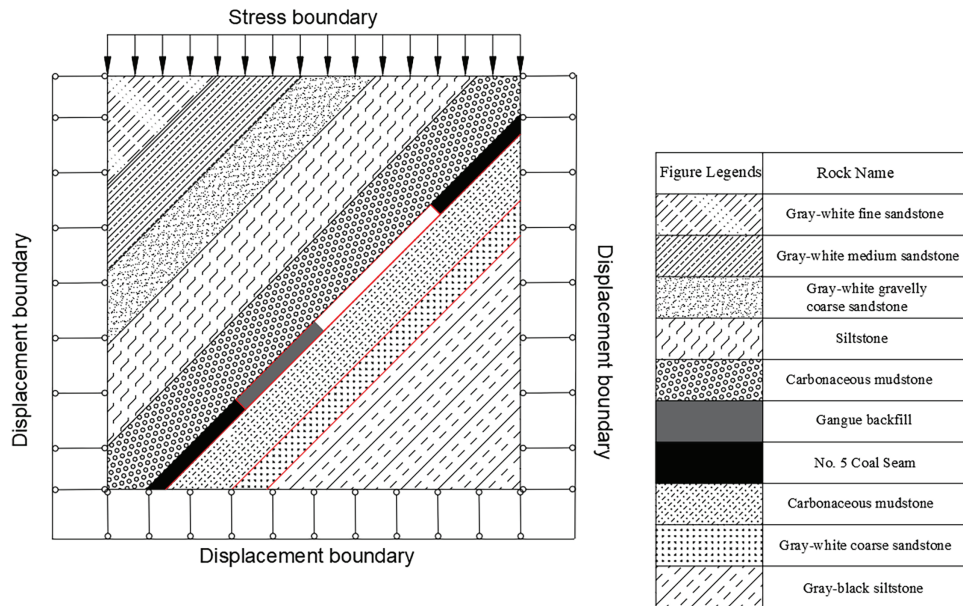 Stress boundary
Displacement boundary
Displacement boundary
Displacement boundary
Figure Legends Rock Name
Gray-white fine sandstone
Gray-white medium sandstone
Gray-white gravelly
coarse sandstone
Siltstone
Carbonaceous mudstone
Gangue backfill
No. 5 Coal Seam
Carbonaceous mudstone
Gray-white coarse sandstone
Gray-black siltstone